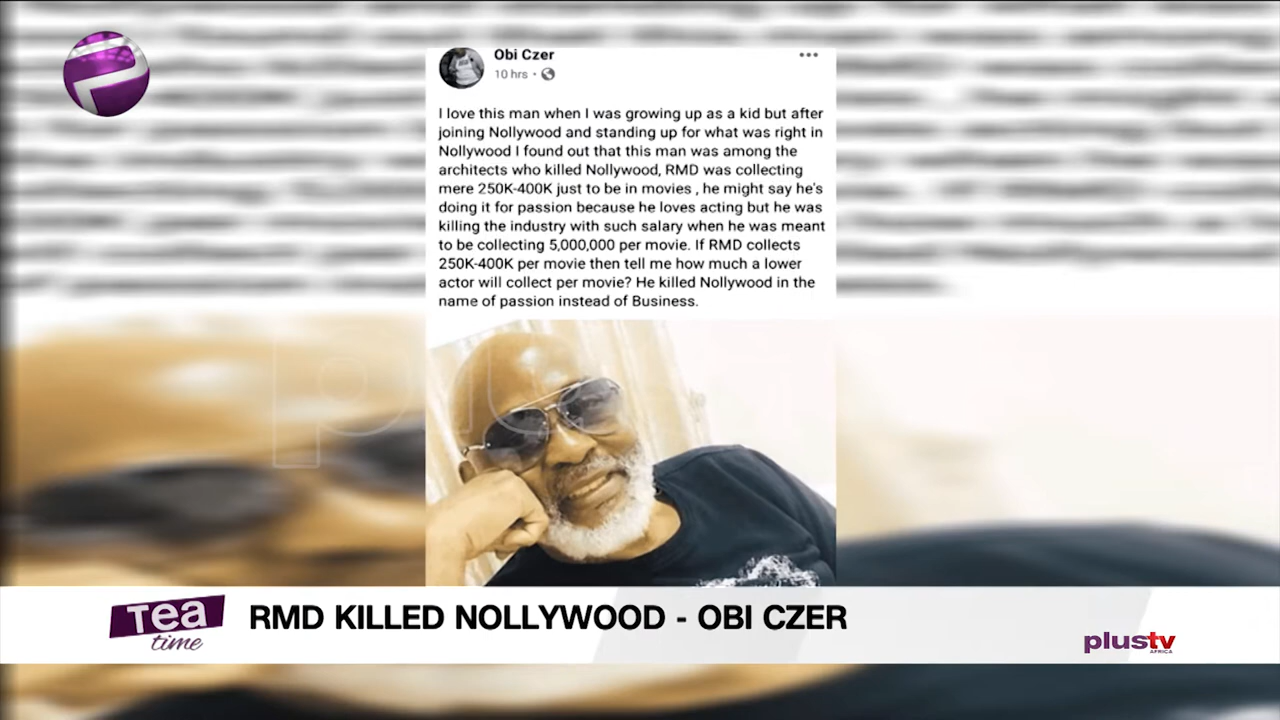 Obi Czer
10 hrs •
I love this man when I was growing up as a kid but after
joining Nollywood and standing up for what was right in
Nollywood I found out that this man was among the
architects who killed Nollywood, RMD was collecting
mere 250K-400K just to be in movies , he might say he's
doing it for passion because he loves acting but he was
killing the industry with such salary when he was meant
to be collecting 5,000,000 per movie. If RMD collects
250K-400K per movie then tell me how much a lower
actor will collect per movie? He killed Nollywood in the
name of passion instead of Business.
Tea
time
RMD KILLED NOLLYWOOD - OBI CZER
plustv
AFRICA